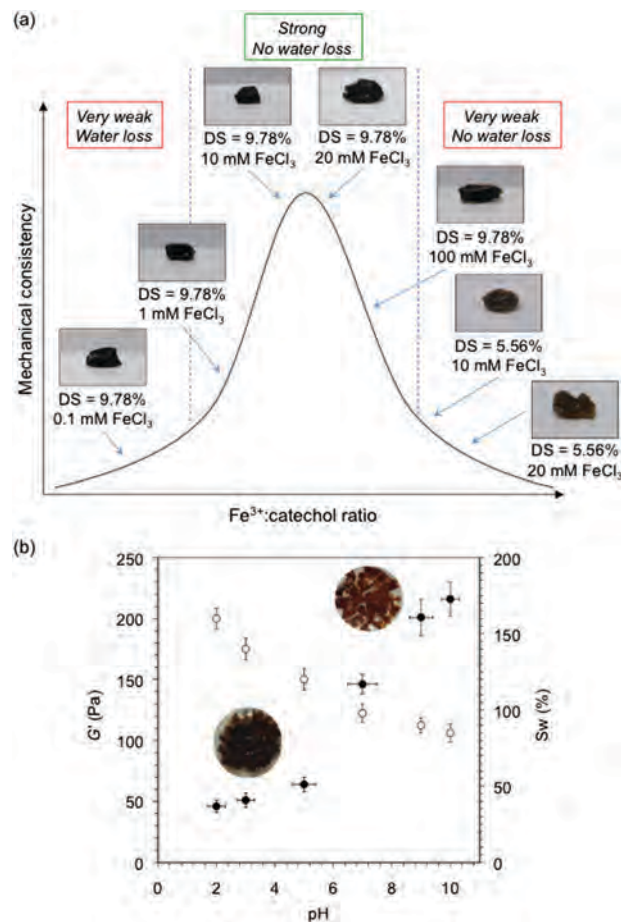 (a)
Strong
No water loss
Very weak
Water loss
Very weak
No water loss
DS = 9.78%
10 mM FeCl₃
DS = 9.78%
20 mM FeCl₃
DS = 9.78%
100 mM FeCl₃
DS = 9.78%
1 mM FeCl₃
DS = 5.56%
10 mM FeCl₃
DS = 9.78%
0.1 mM FeCl₃
DS = 5.56%
20 mM FeCl₃
Mechanical consistency
Fe³⁺:catechol ratio
(b)
250
200
150
100
50
0
G' (Pa)
200
150
100
50
0
Sw (%)
0 2 4 6 8 10
pH